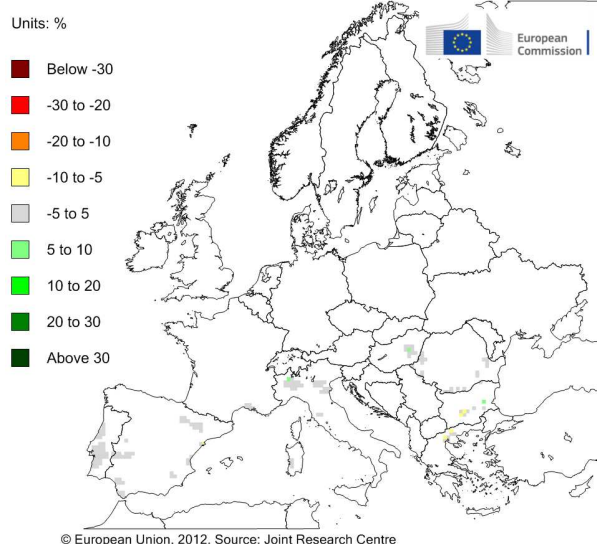 Units: %
European
Commission
Below -30
-30 to -20
-20 to -10
-10 to -5
-5 to 5
5 to 10
10 to 20
20 to 30
Above 30
© European Union, 2012. Source: Joint Research Centre